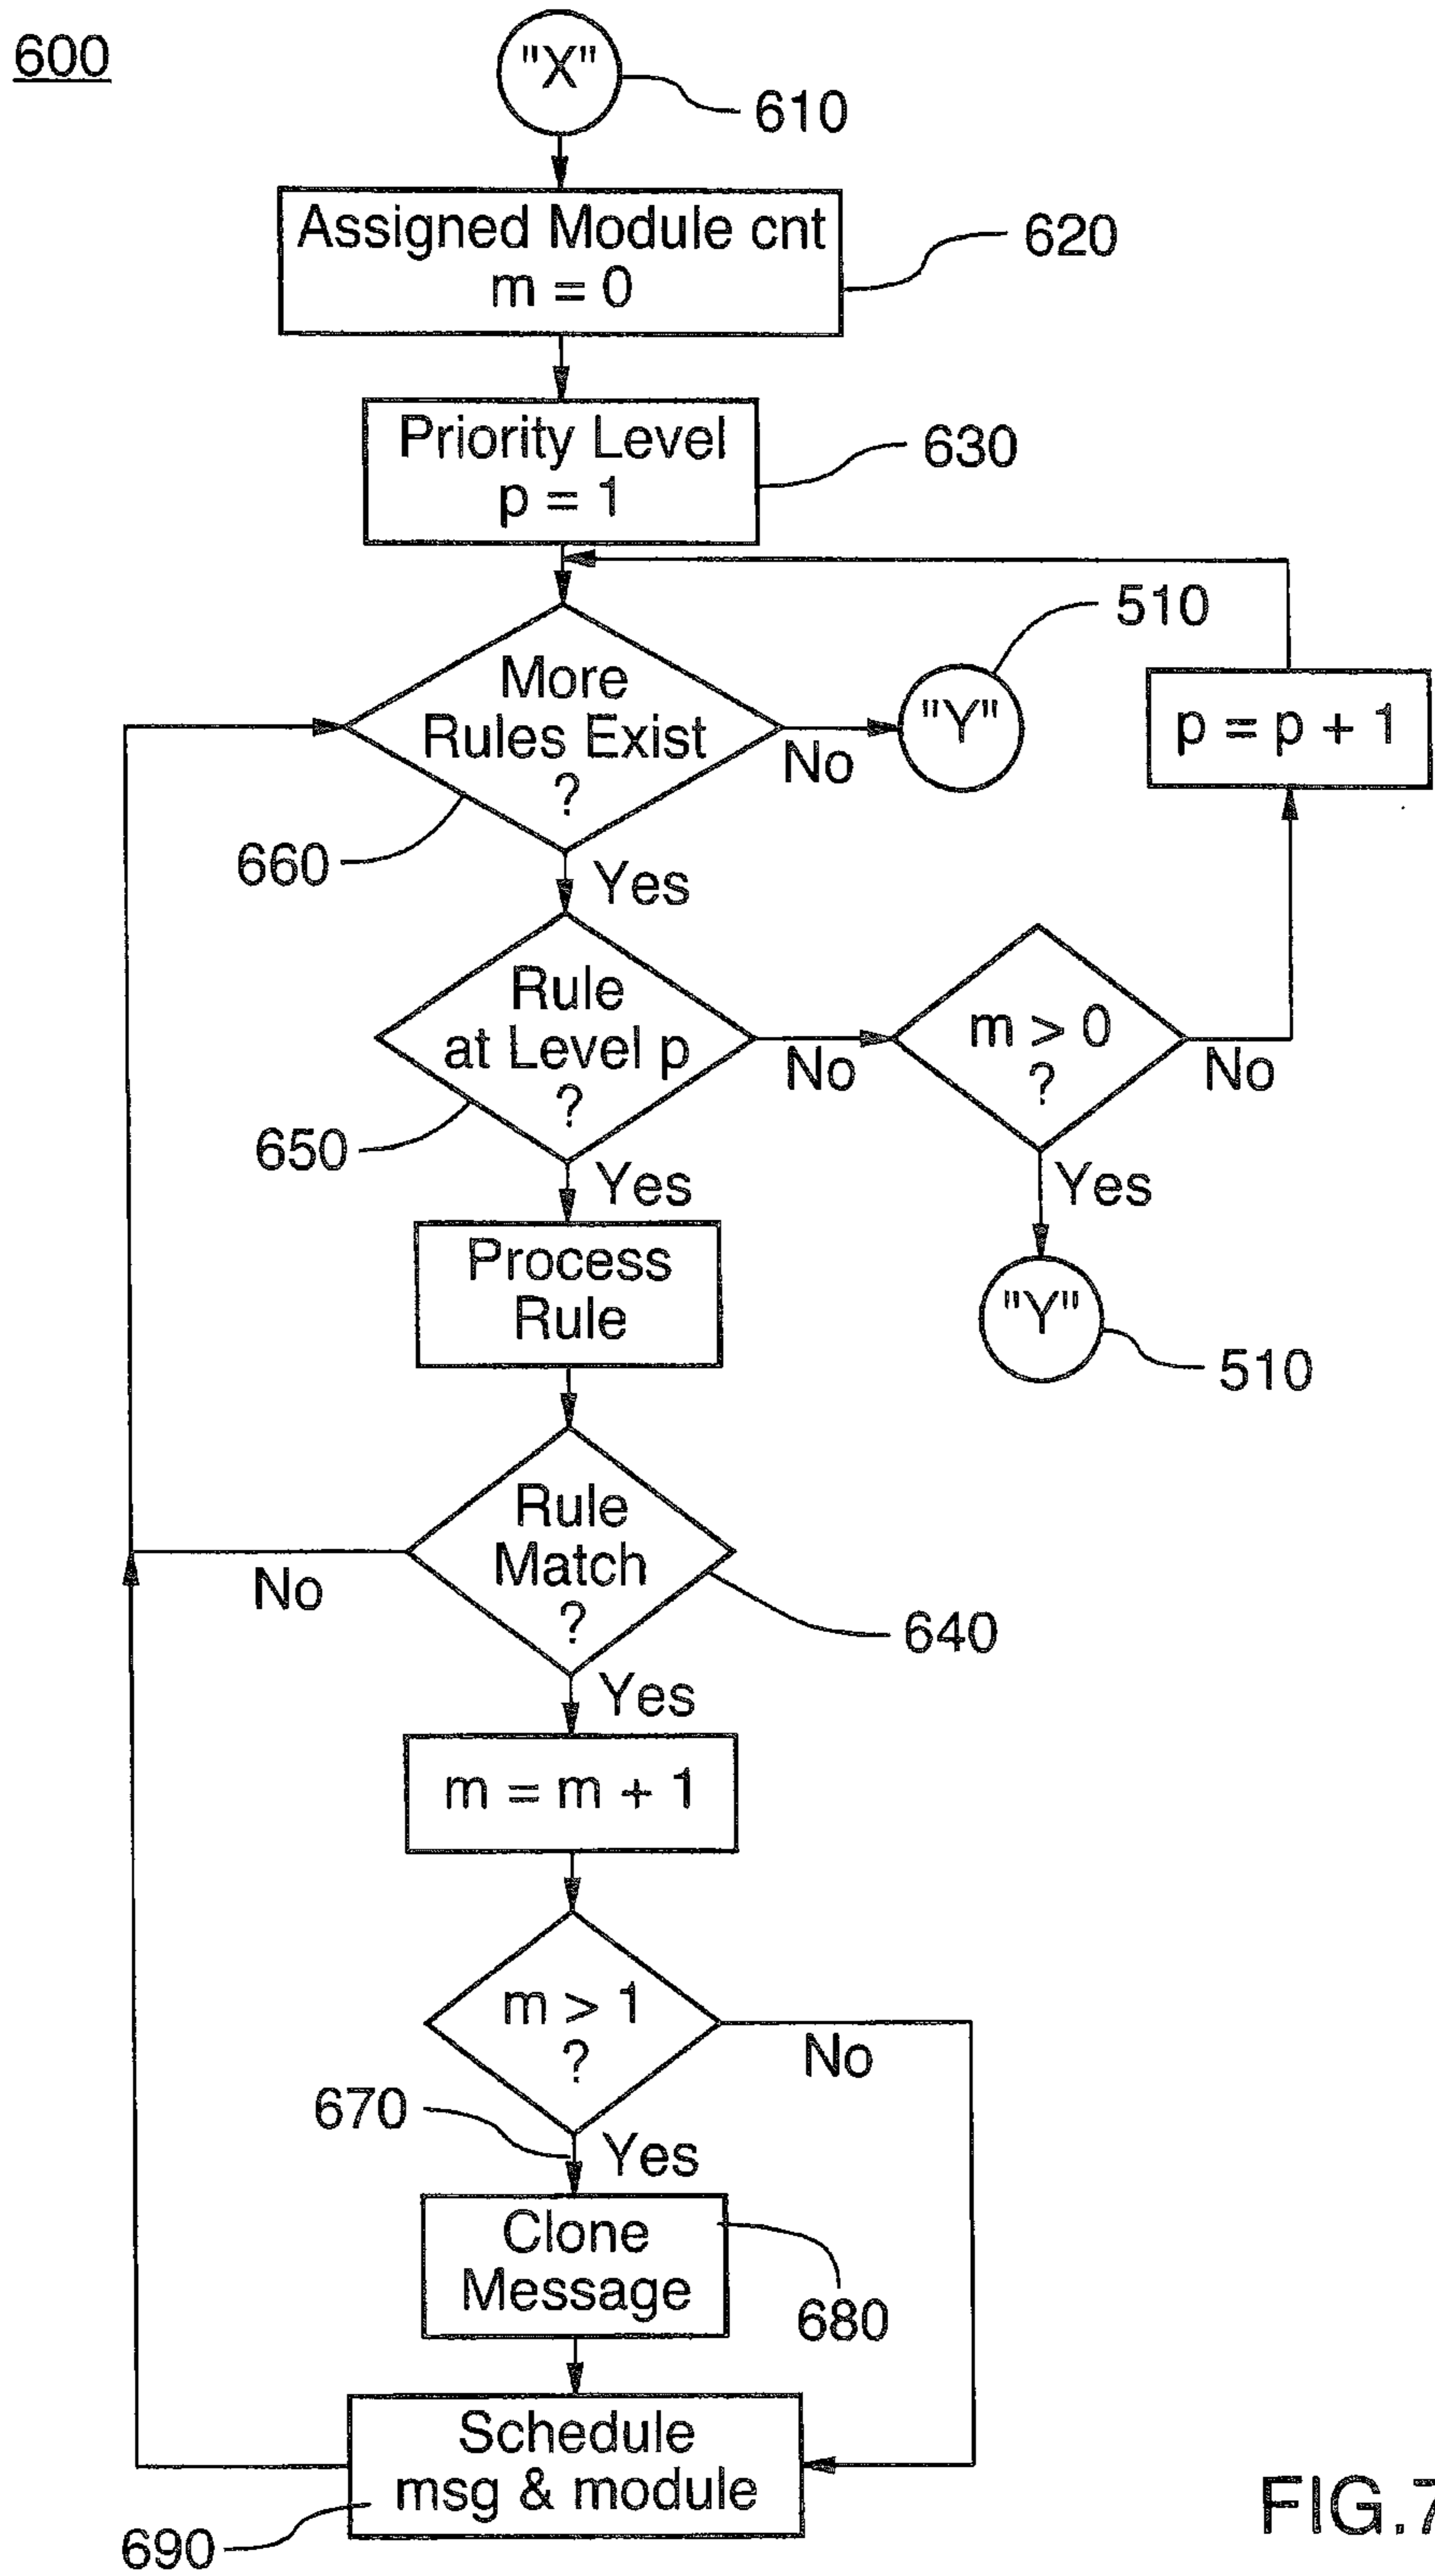 600
"X"
610
Assigned Module cnt
m = 0
620
Priority Level
p = 1
630
More
Rules Exist
?
660
No
"Y"
510
p = p + 1
Yes
Rule
at Level p
?
650
No
m > 0
?
No
Yes
"Y"
510
Yes
Process
Rule
Rule
Match
?
640
No
Yes
m = m + 1
m > 1
?
No
670
Yes
Clone
Message
680
Schedule
msg & module
690
FIG.7